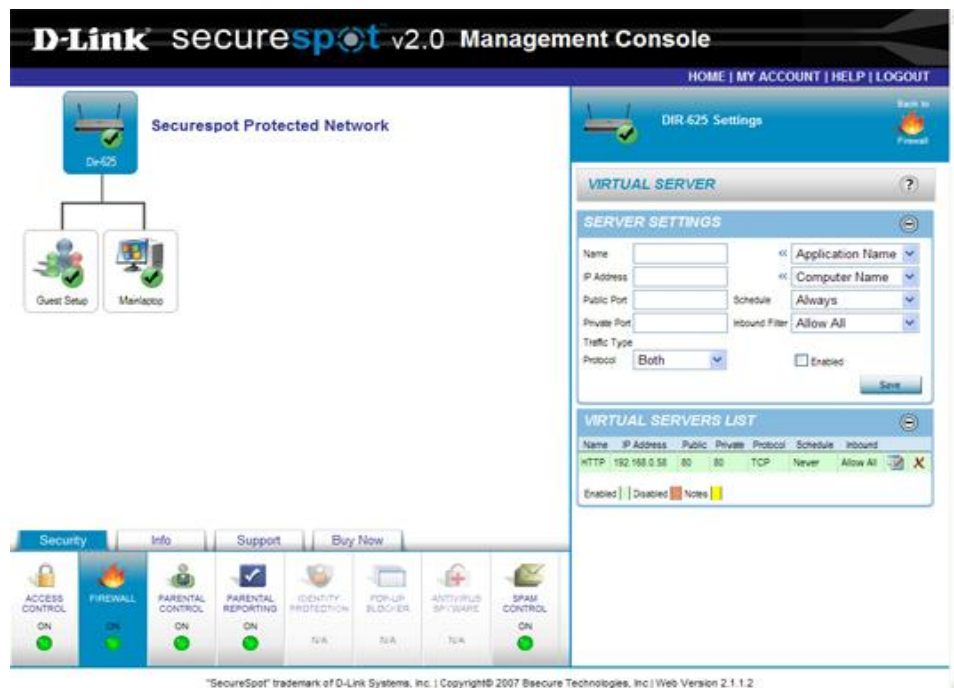 D-Link securespot v2.0 Management Console
HOME | MY ACCOUNT | HELP | LOGOUT
Securespot Protected Network
Dir-625
Guest Setup
Mainlaptop
DIR-625 Settings
Back to
Firewall
VIRTUAL SERVER
?
SERVER SETTINGS
Name « Application Name
IP Address « Computer Name
Public Port Schedule Always
Private Port Inbound Filter Allow All
Traffic Type
Protocol Both Enabled
Save
VIRTUAL SERVERS LIST
Name IP Address Public Private Protocol Schedule Inbound
HTTP 192.168.0.58 80 80 TCP Never Allow All
Enabled Disabled Notes
Security Info Support Buy Now
ACCESS CONTROL
ON
FIREWALL
ON
PARENTAL CONTROL
ON
PARENTAL REPORTING
ON
IDENTITY PROTECTION
N/A
POP-UP BLOCKER
N/A
ANTIVIRUS SPYWARE
N/A
SPAM CONTROL
ON
"SecureSpot" trademark of D-Link Systems, Inc. | Copyright© 2007 Bsecure Technologies, Inc | Web Version 2.1.1.2